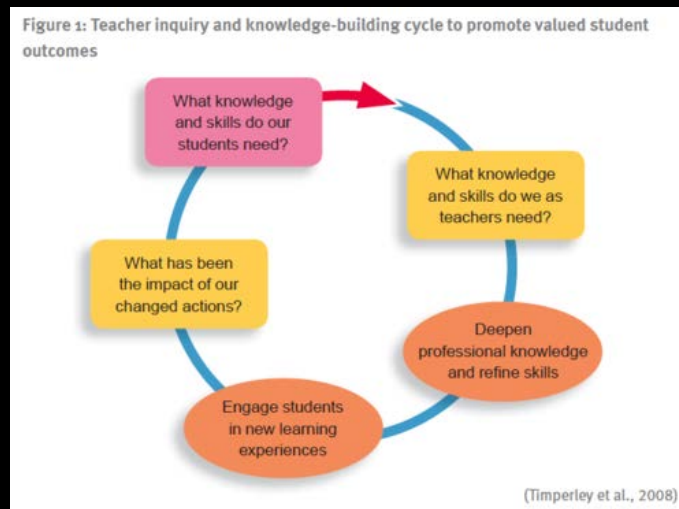 Figure 1: Teacher inquiry and knowledge-building cycle to promote valued student
outcomes
What knowledge
and skills do our
students need?
What knowledge
and skills do we as
teachers need?
Deepen
professional knowledge
and refine skills
Engage students
in new learning
experiences
What has been
the impact of our
changed actions?
(Timperley et al., 2008)